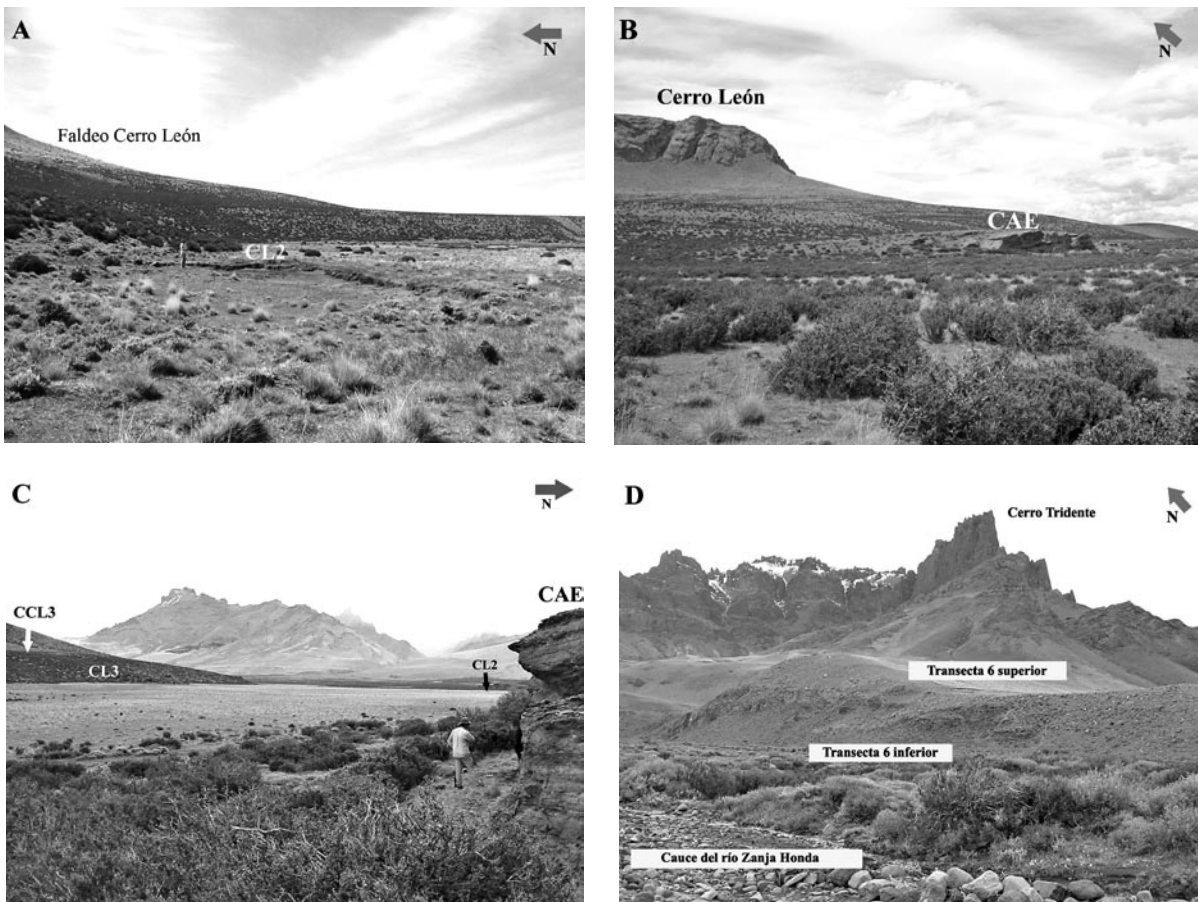 A
N
Faldeo Cerro León
CL2
B
N
Cerro León
CAE
C
N
CCL3
CL3
CL2
CAE
D
N
Cerro Tridente
Transecta 6 superior
Transecta 6 inferior
Cauce del río Zanja Honda